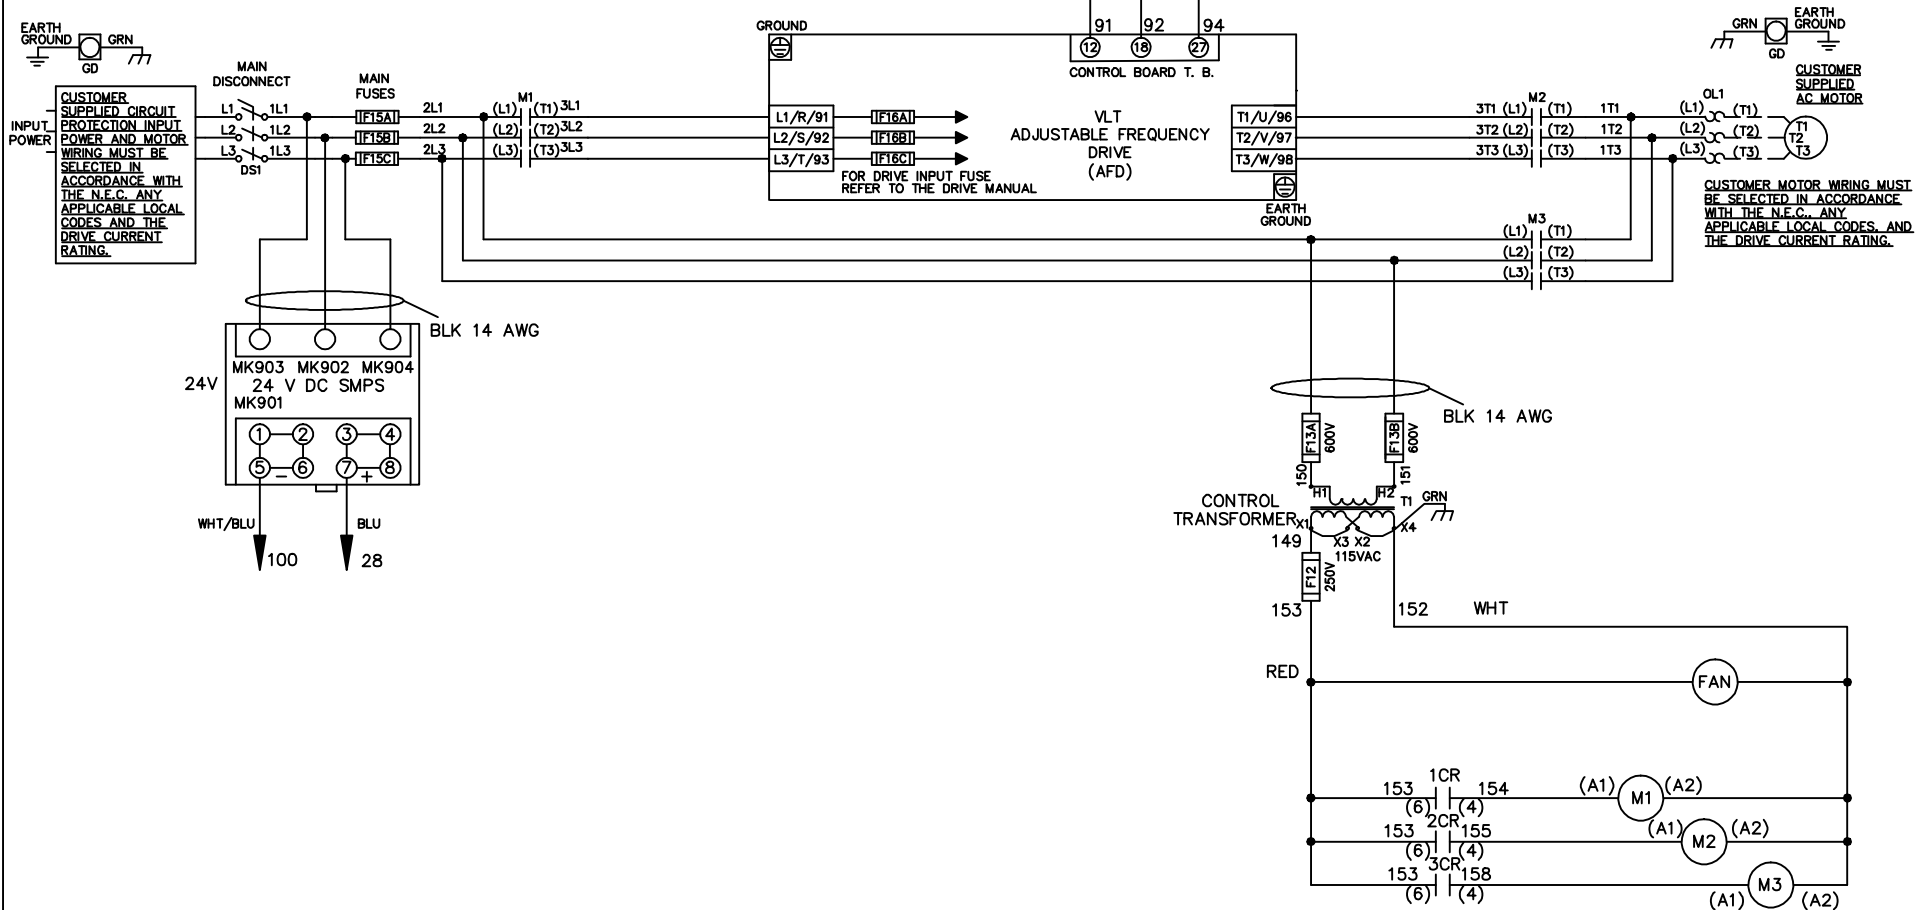 91 92 94
EARTH
GROUND
GRN
GD
GROUND
12 18 27
CONTROL BOARD T. B.
GRN
EARTH
GROUND
GD
MAIN
DISCONNECT
MAIN
FUSES
CUSTOMER
SUPPLIED
AC MOTOR
INPUT
POWER
CUSTOMER
SUPPLIED CIRCUIT
PROTECTION INPUT
POWER AND MOTOR
WIRING MUST BE
SELECTED IN
ACCORDANCE WITH
THE N.E.C. ANY
APPLICABLE LOCAL
CODES AND THE
DRIVE CURRENT
RATING.
L1 1L1
L2 1L2
L3 1L3
DS1
F15A
F15B
F15C
2L1
2L2
2L3
M1
(L1) (T1) 3L1
(L2) (T2) 3L2
(L3) (T3) 3L3
L1/R/91
L2/S/92
L3/T/93
F16A
F16B
F16C
FOR DRIVE INPUT FUSE
REFER TO THE DRIVE MANUAL
VLT
ADJUSTABLE FREQUENCY
DRIVE
(AFD)
T1/U/96
T2/V/97
T3/W/98
EARTH
GROUND
M2
3T1 (L1) (T1) 1T1
3T2 (L2) (T2) 1T2
3T3 (L3) (T3) 1T3
OL1
(L1) (T1)
(L2) (T2)
(L3) (T3)
T1
T2
T3
CUSTOMER MOTOR WIRING MUST
BE SELECTED IN ACCORDANCE
WITH THE N.E.C., ANY
APPLICABLE LOCAL CODES, AND
THE DRIVE CURRENT RATING.
M3
(L1) (T1)
(L2) (T2)
(L3) (T3)
BLK 14 AWG
MK903 MK902 MK904
24V
24 V DC SMPS
MK901
1 2 3 4
5 6 7 8
− +
WHT/BLU
BLU
100
28
BLK 14 AWG
F13A
600V
F13B
600V
150
151
H1 H2
T1
GRN
CONTROL
TRANSFORMER
X1
X3 X2
X4
115VAC
149
F12
250V
153
152
WHT
RED
FAN
1CR
153 154
(6) (4)
(A1) M1 (A2)
2CR
153 155
(6) (4)
(A1) M2 (A2)
3CR
153 158
(6) (4)
(A1) M3 (A2)